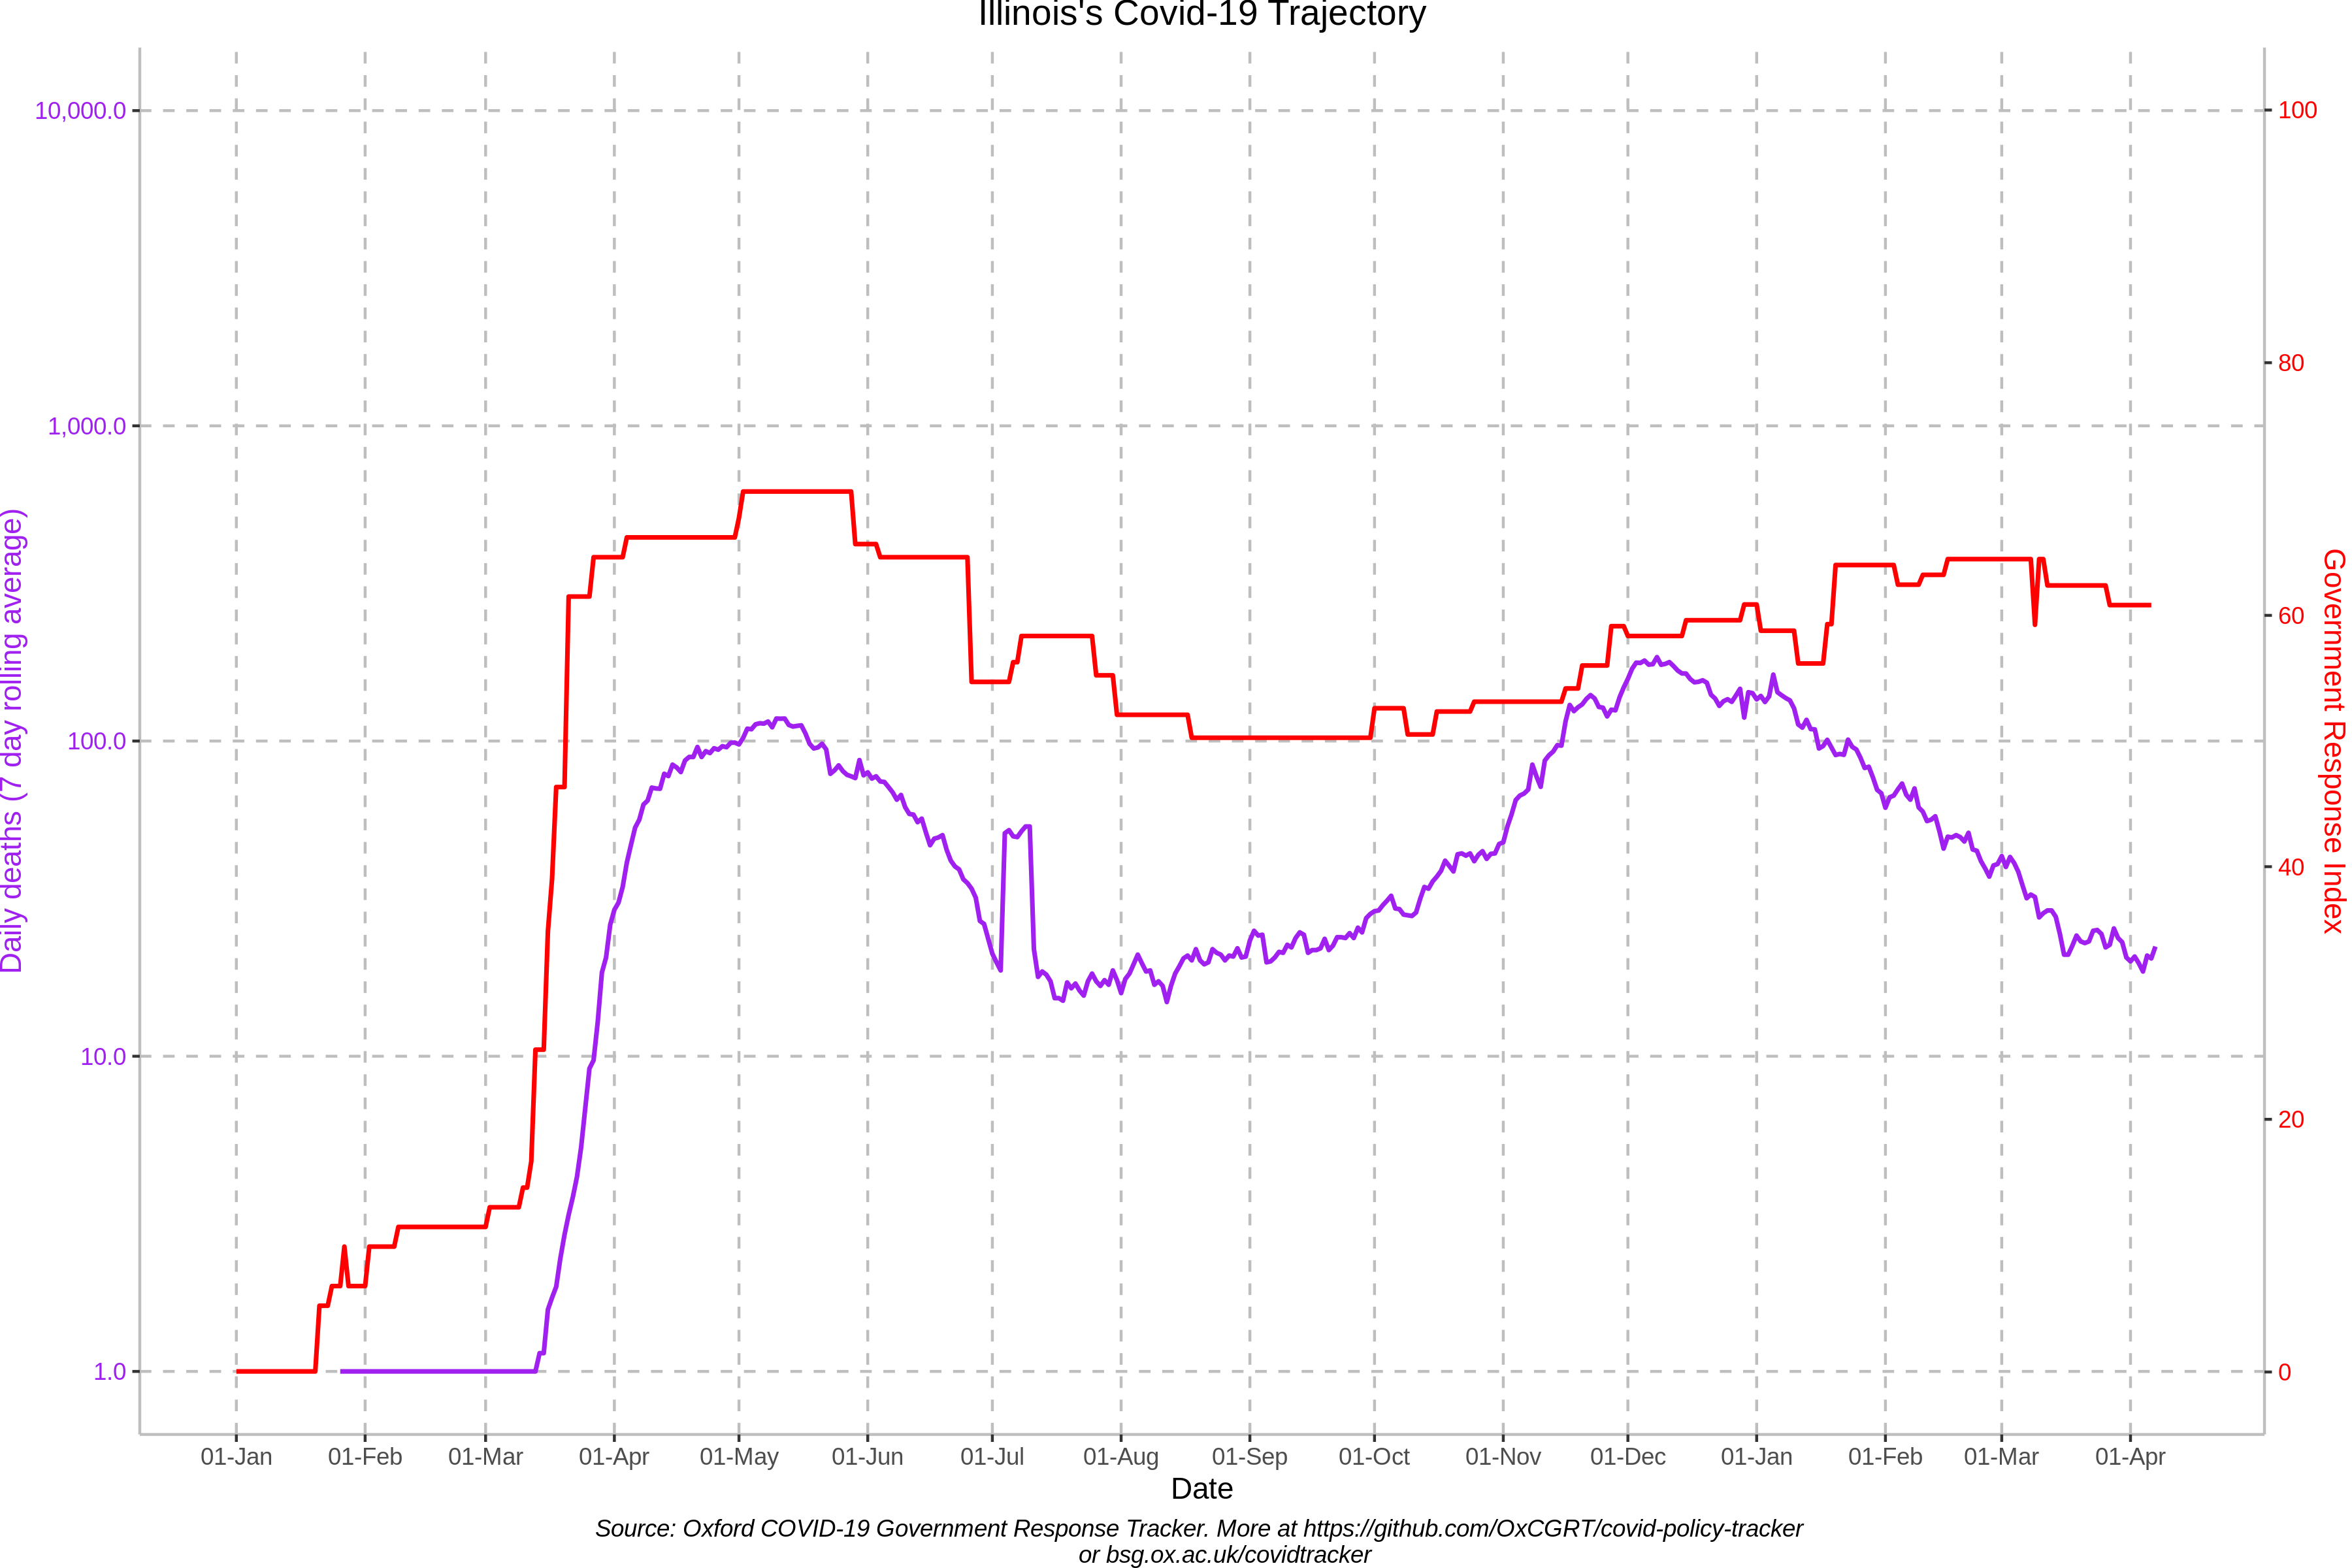 Illinois's Covid-19 Trajectory
10,000.0
1,000.0
100.0
10.0
1.0
Daily deaths (7 day rolling average)
100
80
60
40
20
0
Government Response Index
01-Jan 01-Feb 01-Mar 01-Apr 01-May 01-Jun 01-Jul 01-Aug 01-Sep 01-Oct 01-Nov 01-Dec 01-Jan 01-Feb 01-Mar 01-Apr
Date
Source: Oxford COVID-19 Government Response Tracker. More at https://github.com/OxCGRT/covid-policy-tracker
or bsg.ox.ac.uk/covidtracker